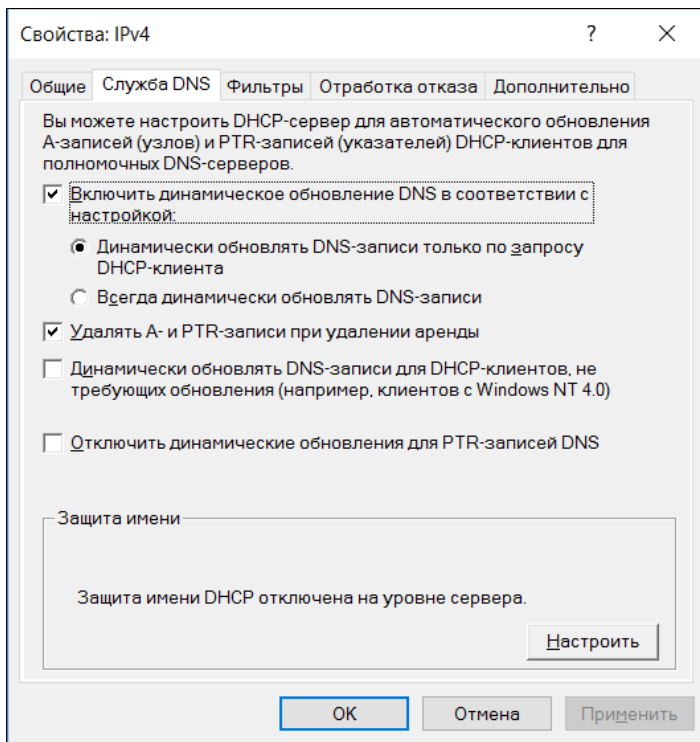 Свойства: IPv4
?
Общие Служба DNS Фильтры Отработка отказа Дополнительно
Вы можете настроить DHCP-сервер для автоматического обновления
А-записей (узлов) и PTR-записей (указателей) DHCP-клиентов для
полномочных DNS-серверов.
Включить динамическое обновление DNS в соответствии с
настройкой:
Динамически обновлять DNS-записи только по запросу
DHCP-клиента
Всегда динамически обновлять DNS-записи
Удалять А- и PTR-записи при удалении аренды
Динамически обновлять DNS-записи для DHCP-клиентов, не
требующих обновления (например, клиентов с Windows NT 4.0)
Отключить динамические обновления для PTR-записей DNS
Защита имени
Защита имени DHCP отключена на уровне сервера.
Настроить
OK Отмена Применить